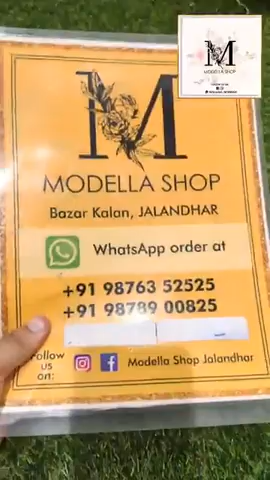 M
MODELLA SHOP
M
MODELLA SHOP
Bazar Kalan, JALANDHAR
WhatsApp order at
+91 98763 52525
+91 98789 00825
Follow
us
on:
Modella Shop Jalandhar